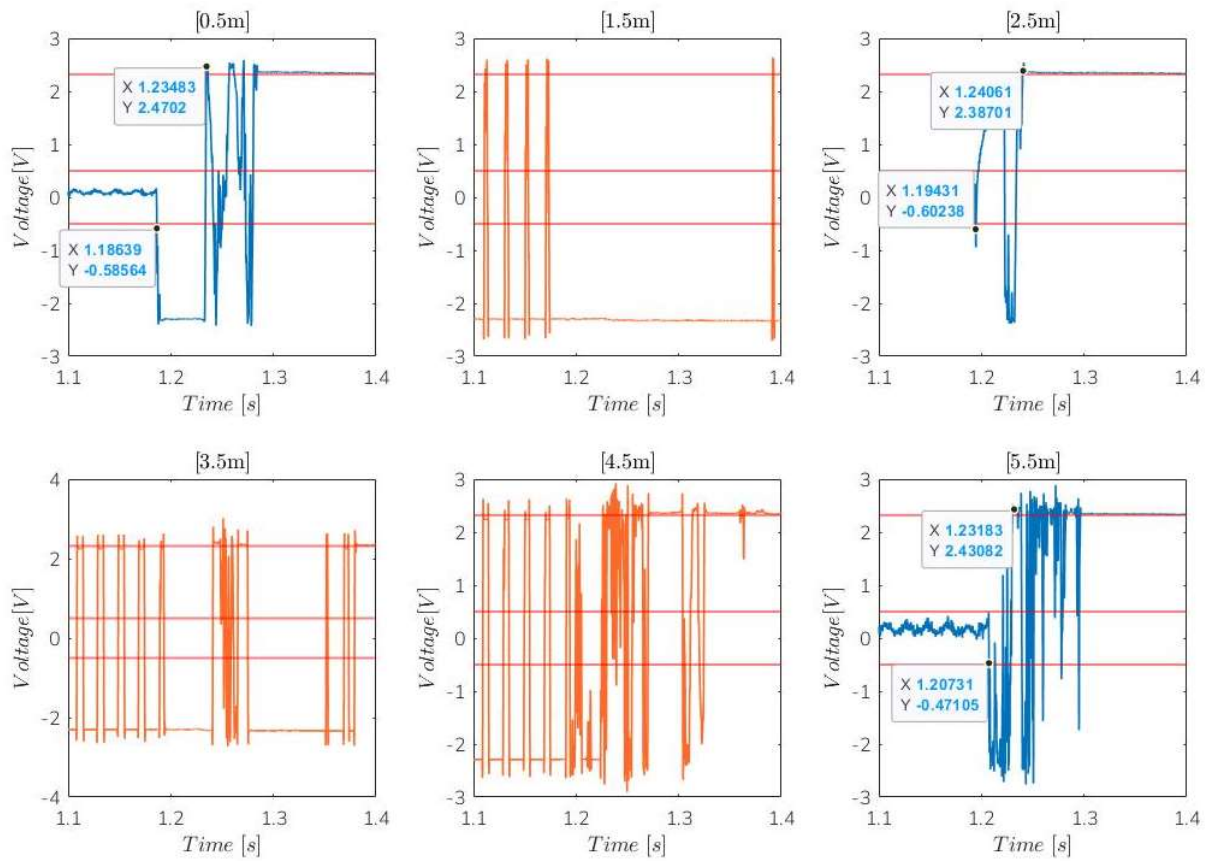 [0.5m]
3
2
1
0
-1
-2
-3
Voltage[V]
X 1.23483
Y 2.4702
X 1.18639
Y -0.58564
1.1 1.2 1.3 1.4
Time [s]
[1.5m]
3
2
1
0
-1
-2
-3
Voltage[V]
1.1 1.2 1.3 1.4
Time [s]
[2.5m]
3
2
1
0
-1
-2
-3
Voltage[V]
X 1.24061
Y 2.38701
X 1.19431
Y -0.60238
1.1 1.2 1.3 1.4
Time [s]
[3.5m]
4
2
0
-2
-4
Voltage[V]
1.1 1.2 1.3 1.4
Time [s]
[4.5m]
3
2
1
0
-1
-2
-3
Voltage[V]
1.1 1.2 1.3 1.4
Time [s]
[5.5m]
3
2
1
0
-1
-2
-3
Voltage[V]
X 1.23183
Y 2.43082
X 1.20731
Y -0.47105
1.1 1.2 1.3 1.4
Time [s]